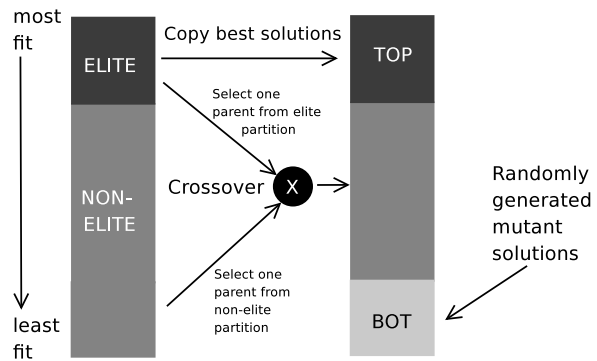 most
fit
ELITE
Copy best solutions
TOP
Select one
parent from elite
partition
NON-
ELITE
Crossover
X
Randomly
generated
mutant
solutions
Select one
parent from
non-elite
partition
least
fit
BOT